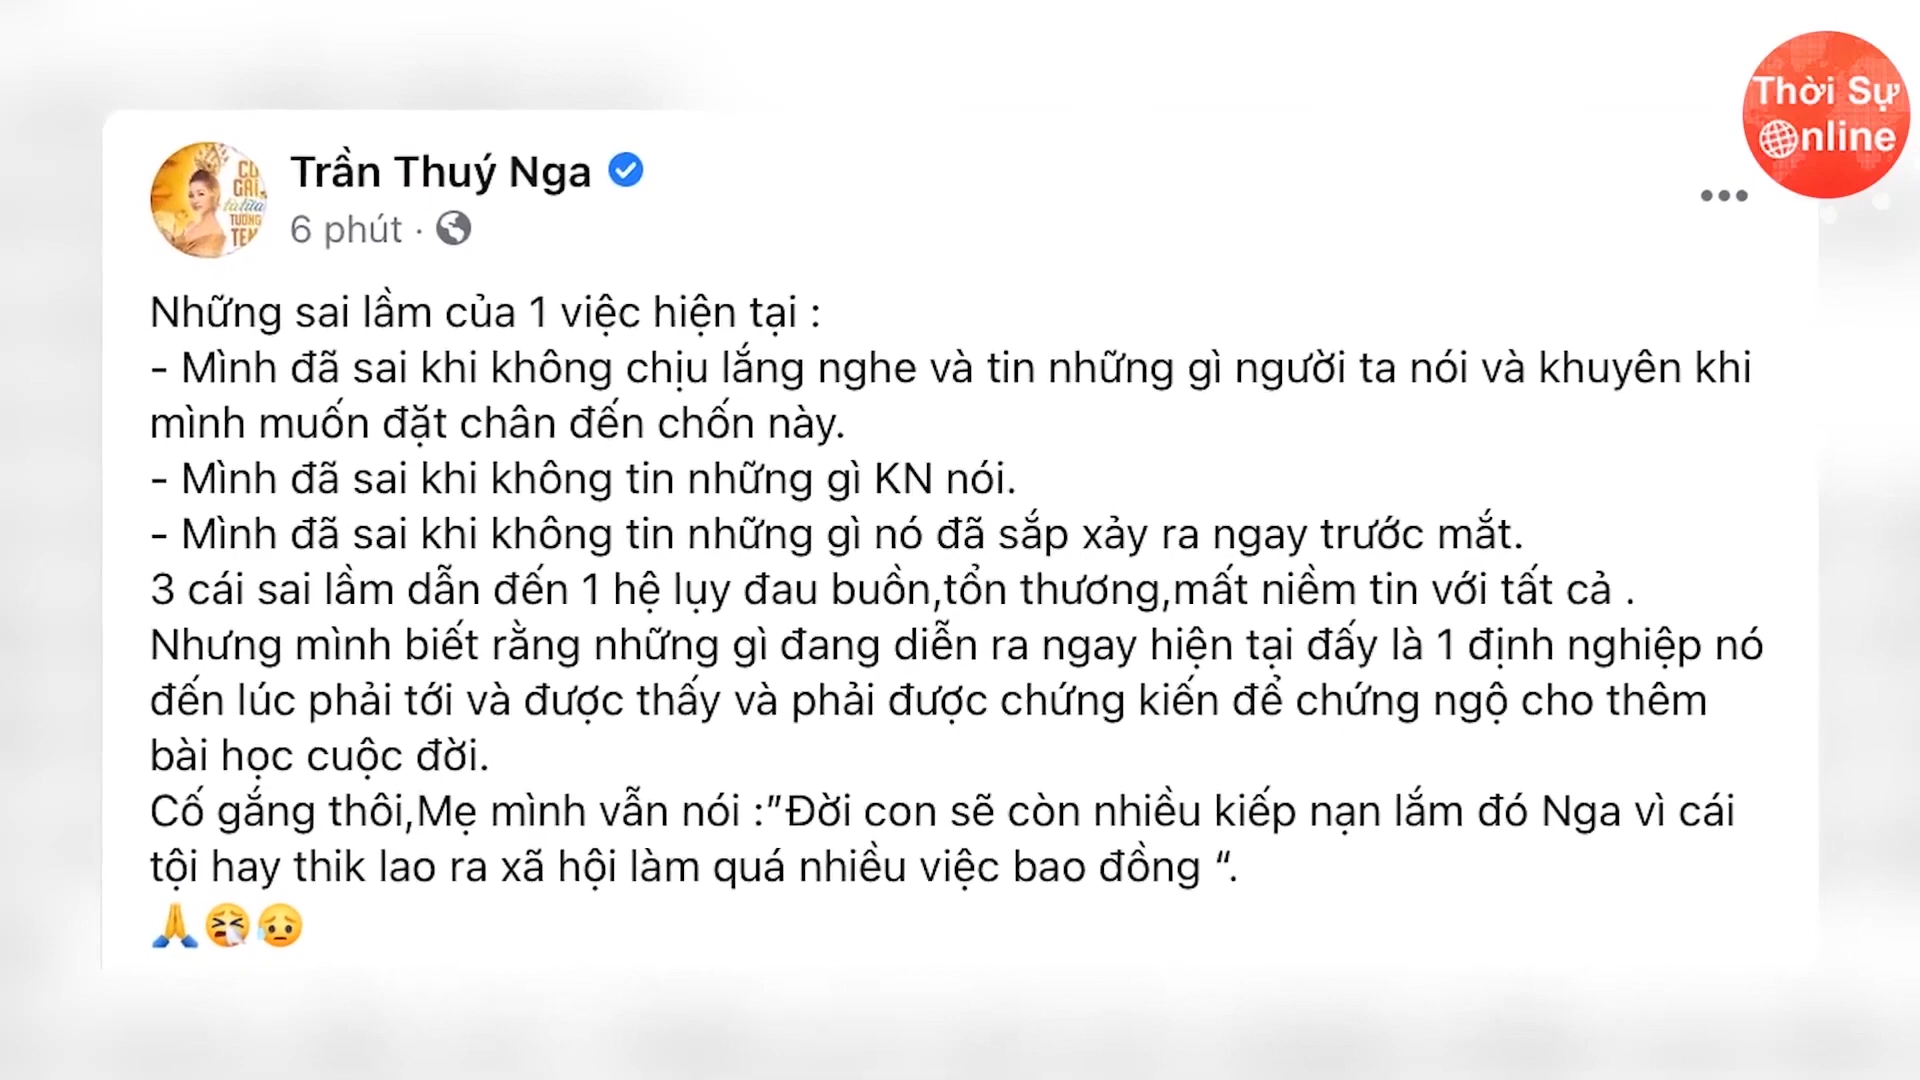 Thời Sự
Online
Trần Thuý Nga
6 phút ·
Những sai lầm của 1 việc hiện tại :
- Mình đã sai khi không chịu lắng nghe và tin những gì người ta nói và khuyên khi
mình muốn đặt chân đến chốn này.
- Mình đã sai khi không tin những gì KN nói.
- Mình đã sai khi không tin những gì nó đã sắp xảy ra ngay trước mắt.
3 cái sai lầm dẫn đến 1 hệ lụy đau buồn,tổn thương,mất niềm tin với tất cả .
Nhưng mình biết rằng những gì đang diễn ra ngay hiện tại đấy là 1 định nghiệp nó
đến lúc phải tới và được thấy và phải được chứng kiến để chứng ngộ cho thêm
bài học cuộc đời.
Cố gắng thôi,Mẹ mình vẫn nói :"Đời con sẽ còn nhiều kiếp nạn lắm đó Nga vì cái
tội hay thik lao ra xã hội làm quá nhiều việc bao đồng “.
🙏🤧😥